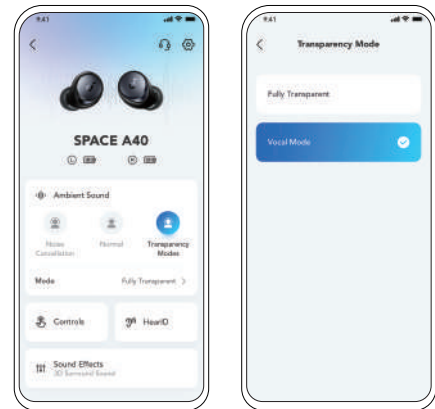 9:41
SPACE A40
L
R
Ambient Sound
Noise
Cancellation
Normal
Transparency
Modes
Mode
Fully Transparent
Controls
HearID
Sound Effects
3D Surround Sound
9:41
Transparency Mode
Fully Transparent
Vocal Mode